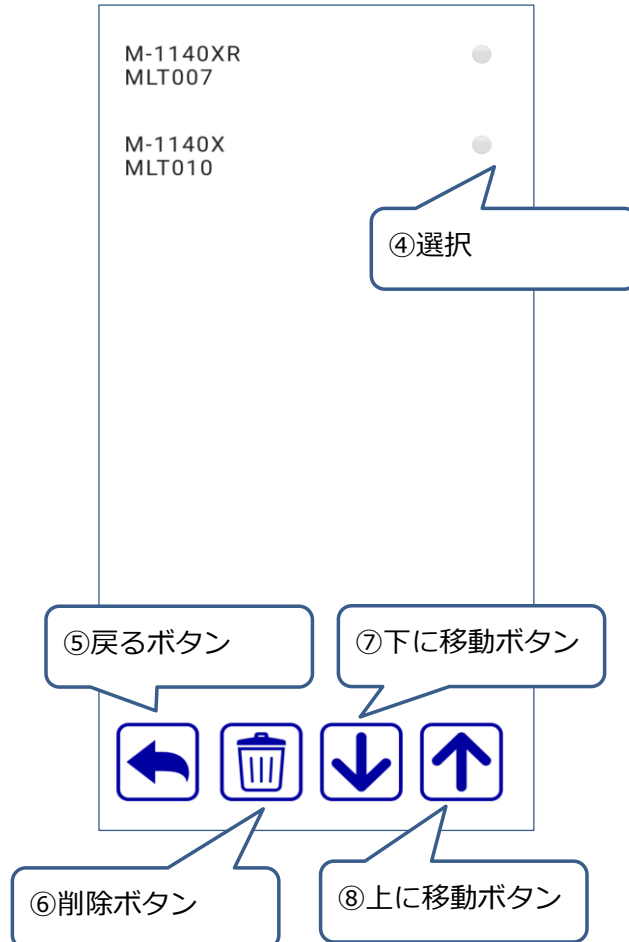 M-1140XR
MLT007
M-1140X
MLT010
④選択
⑤戻るボタン
⑦下に移動ボタン
⑥削除ボタン
⑧上に移動ボタン